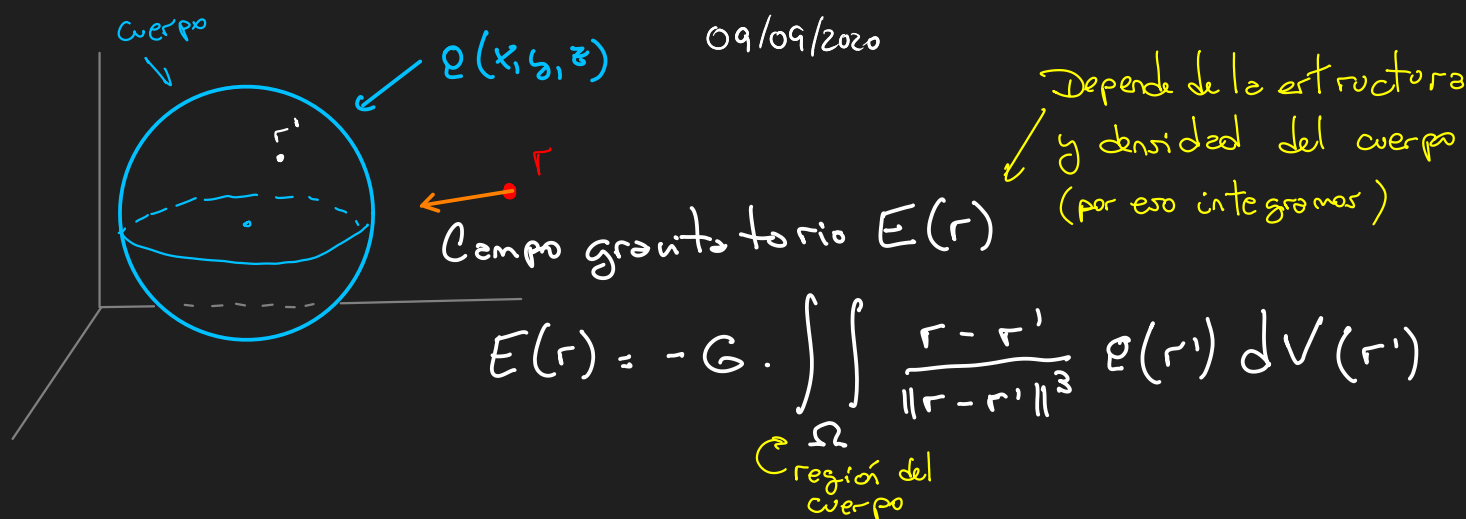 cuerpo
09/09/2020
ρ(x,y,z)
Depende de la estructura
y densidad del cuerpo
(por eso integramos)
r'
r
Campo gravitatorio E(r)
E(r) = -G · ∬_Ω (r - r')/‖r - r'‖³ ρ(r') dV(r')
región del
cuerpo